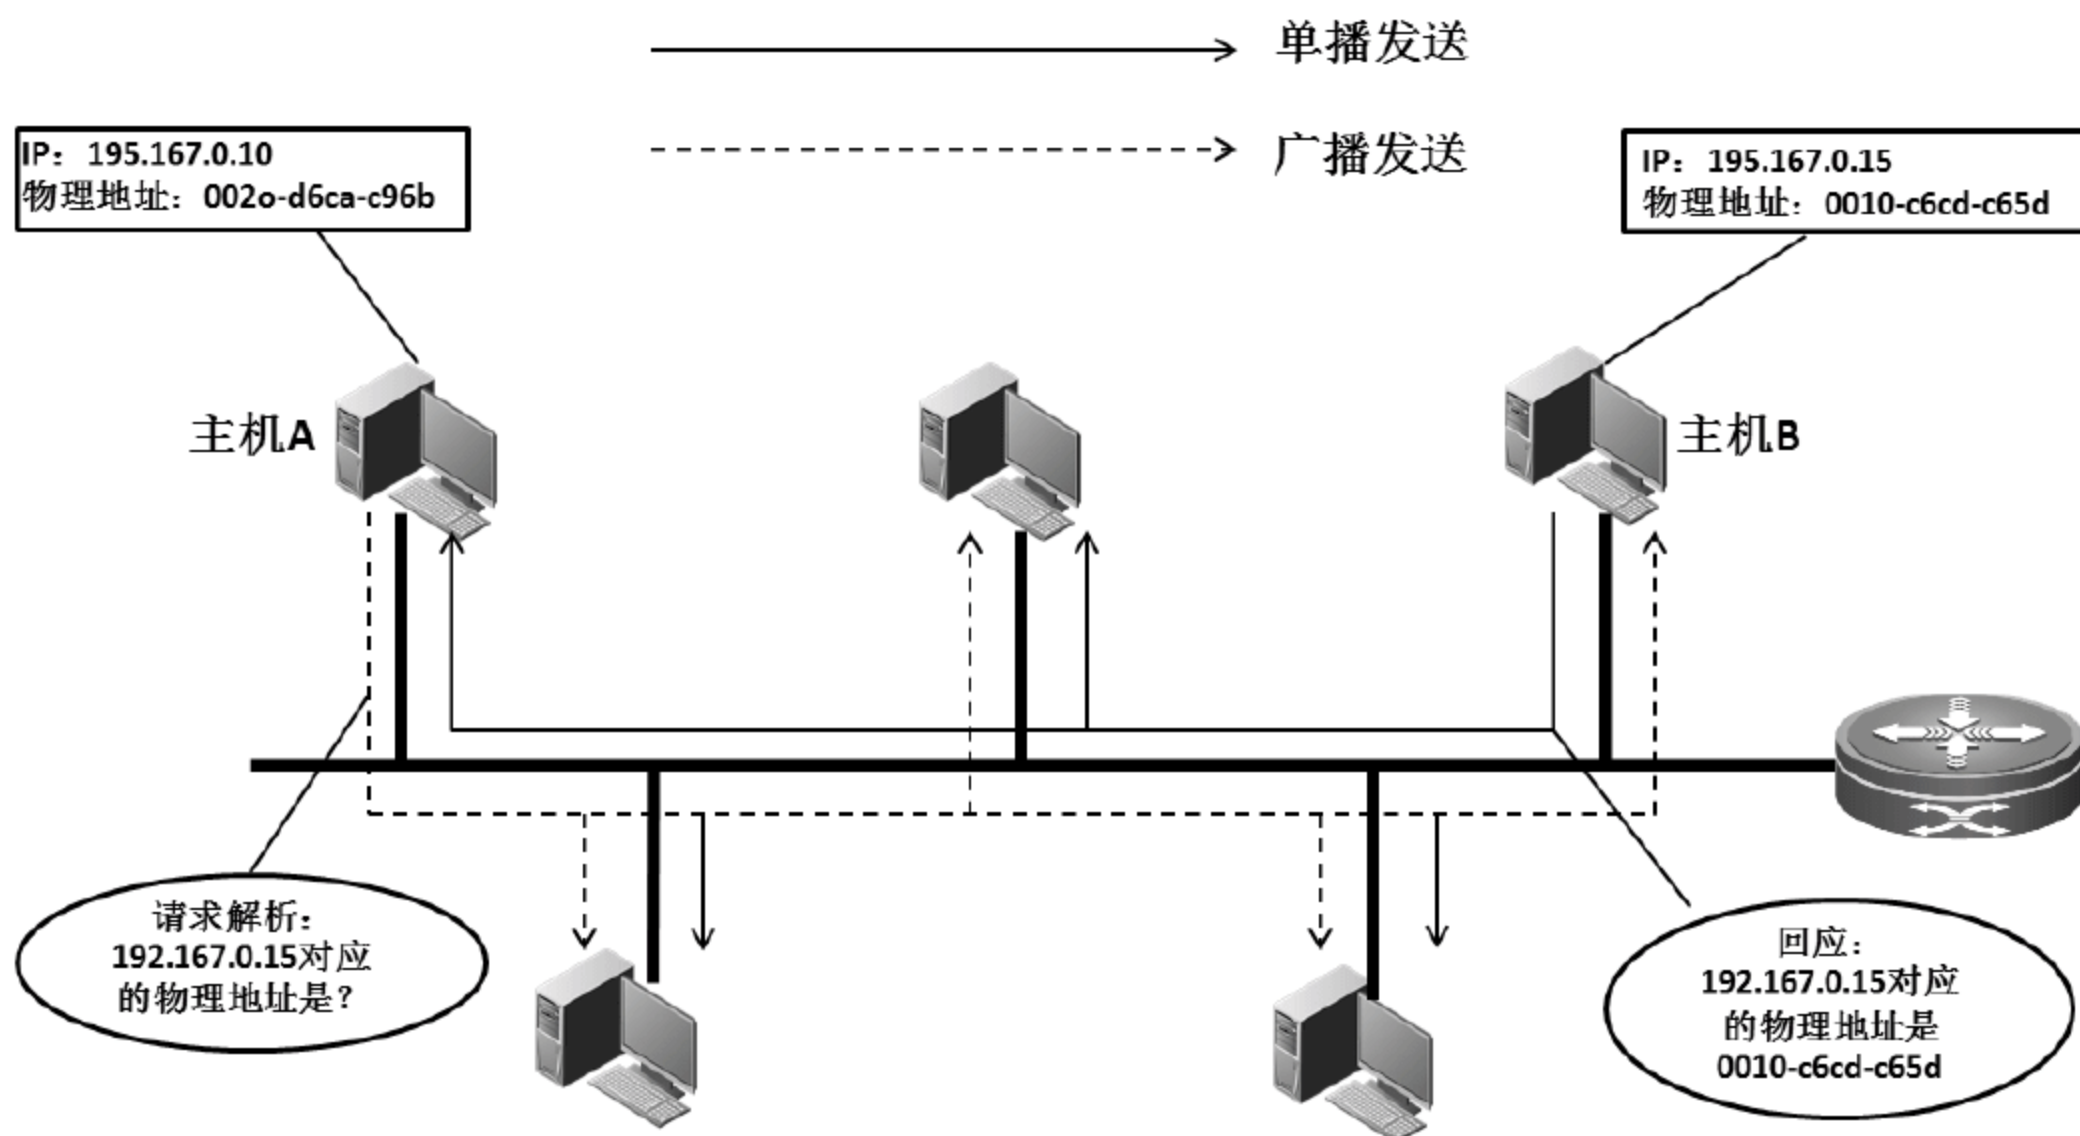 单播发送
广播发送
IP：195.167.0.10
物理地址：002o-d6ca-c96b
IP：195.167.0.15
物理地址：0010-c6cd-c65d
主机A
主机B
请求解析：
192.167.0.15对应
的物理地址是？
回应：
192.167.0.15对应
的物理地址是
0010-c6cd-c65d